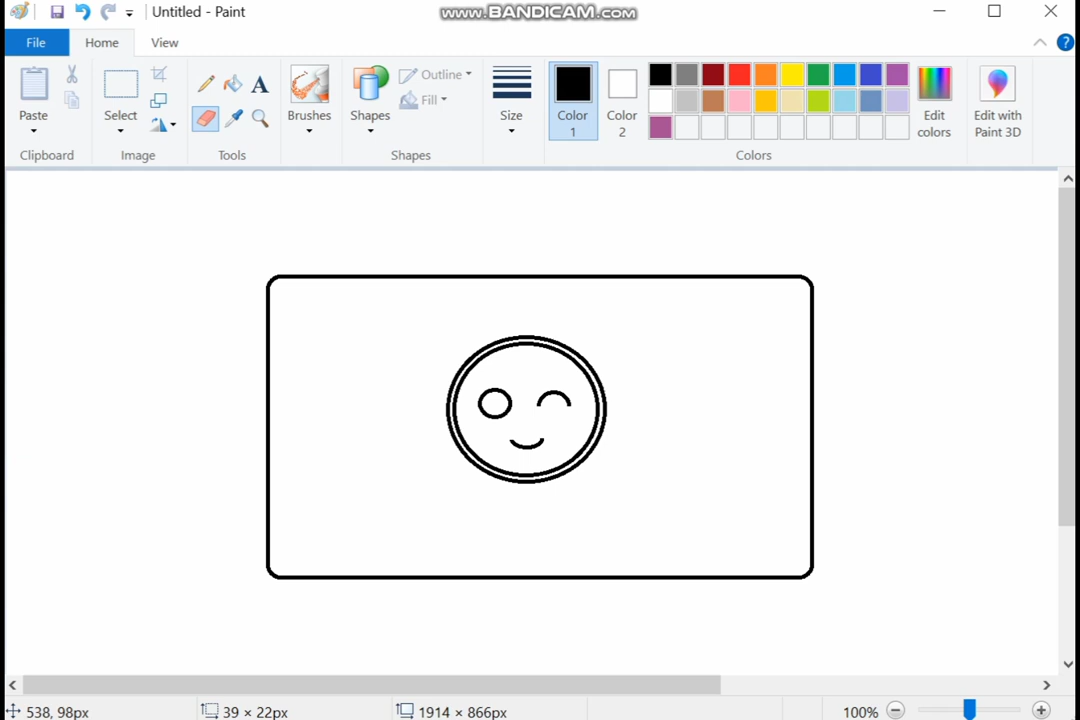 Untitled - Paint
www.BANDICAM.com
File
Home
View
Paste
Select
Brushes
Shapes
Outline
Fill
Size
Color 1
Color 2
Edit colors
Edit with Paint 3D
Clipboard
Image
Tools
Shapes
Colors
538, 98px
39 × 22px
1914 × 866px
100%